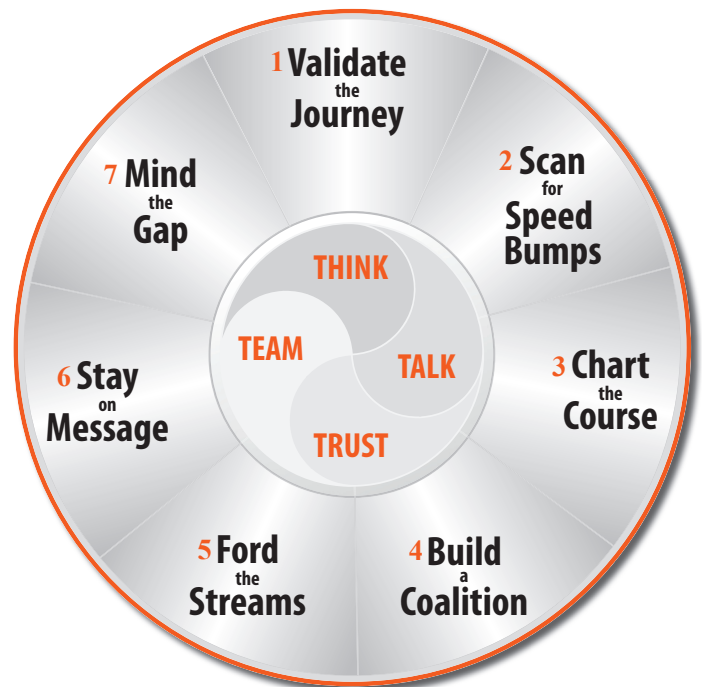 1 Validate
the
Journey
2 Scan
for
Speed
Bumps
3 Chart
the
Course
4 Build
a
Coalition
5 Ford
the
Streams
6 Stay
on
Message
7 Mind
the
Gap
THINK
TALK
TRUST
TEAM